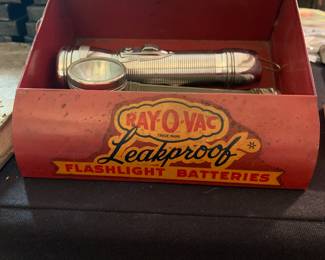 RAY-O-VAC
TRADE MARK
Leakproof
FLASHLIGHT BATTERIES